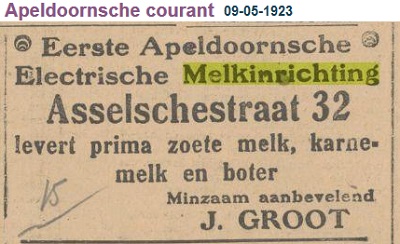 Apeldoornsche courant 09-05-1923
Eerste Apeldoornsche
Electrische Melkinrichting
Asselschestraat 32
levert prima zoete melk, karne-
melk en boter
Minzaam aanbevelend
15
J. GROOT